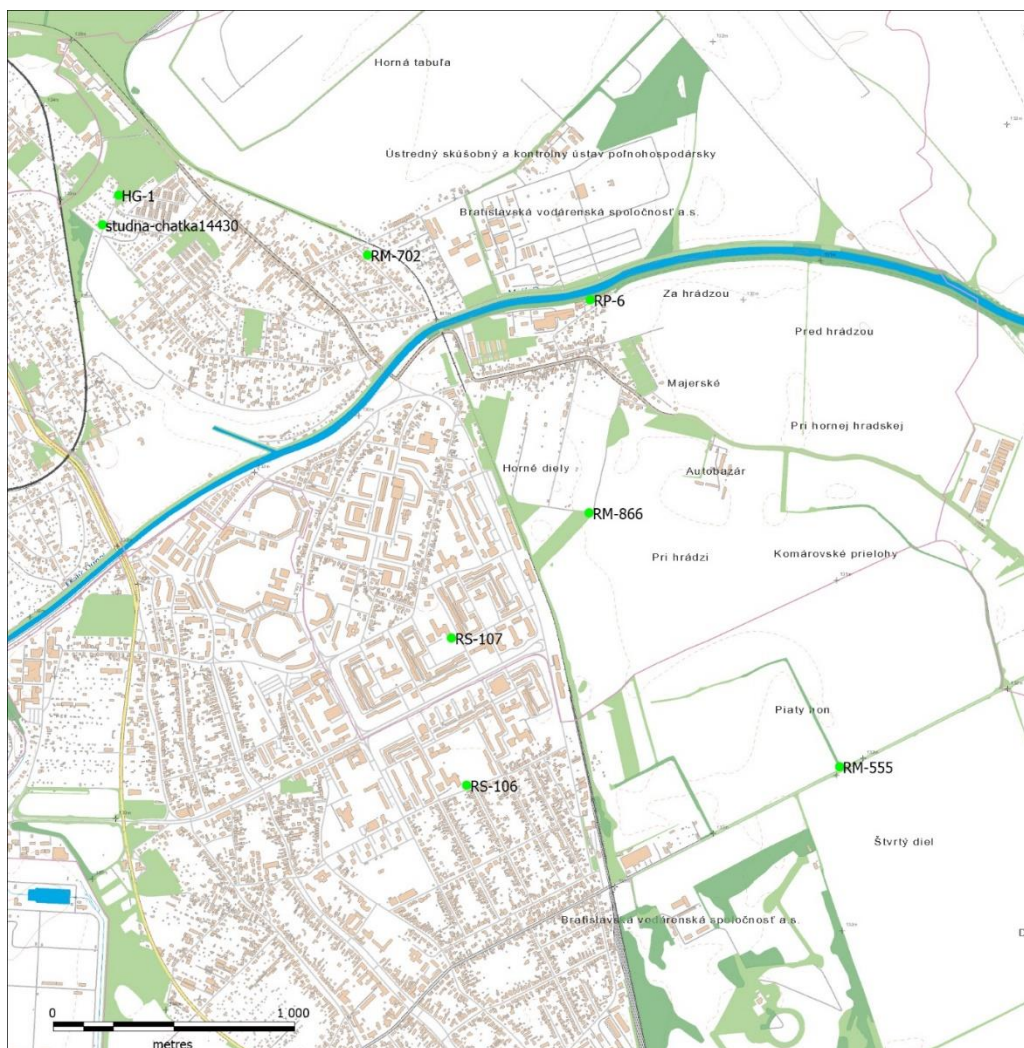 Horná tabuľa
Ústredný skúšobný a kontrolny ústav poľnohospodársky
HG-1
Bratislavská vodárenská spoločnosť a.s.
studna-chatka14430
RM-702
Za hrádzou
RP-6
Pred hrádzou
Majerské
Pri hornej hradskej
Horné diely
Autobazár
RM-866
Pri hrádzi
Komárovské prielohy
RS-107
Piaty hon
RM-555
RS-106
Štvrtý diel
Bratislavská vodárenská spoločnosť a.s.
D
0 1 000
metres